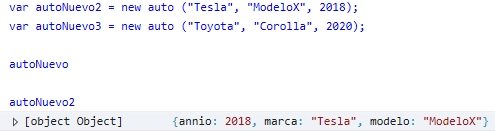 var autoNuevo2 = new auto ("Tesla", "ModeloX", 2018);
var autoNuevo3 = new auto ("Toyota", "Corolla", 2020);
autoNuevo
autoNuevo2
[object Object] {annio: 2018, marca: "Tesla", modelo: "ModeloX"}